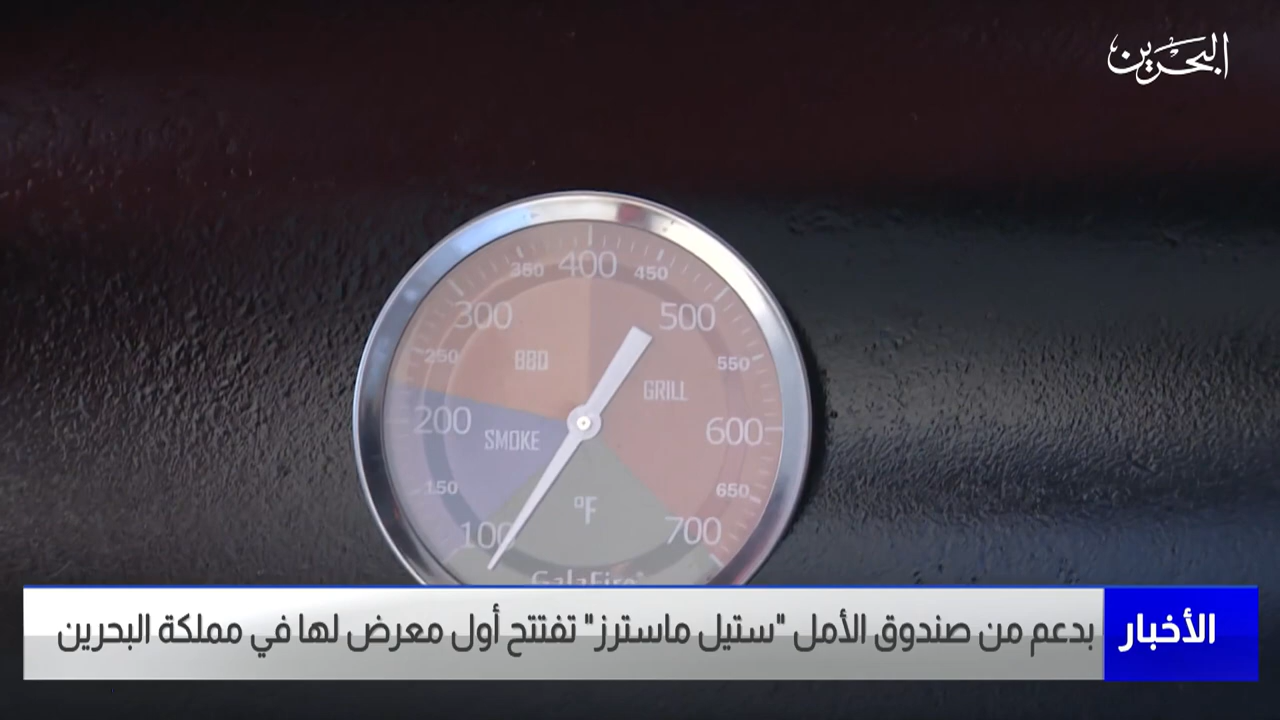 البحرين
350 400 450
300 500
250 BBQ 550
GRILL
200 SMOKE 600
150 650
°F
100 700
GalaFire
الأخبار
بدعم من صندوق الأمل "ستيل ماسترز" تفتتح أول معرض لها في مملكة البحرين